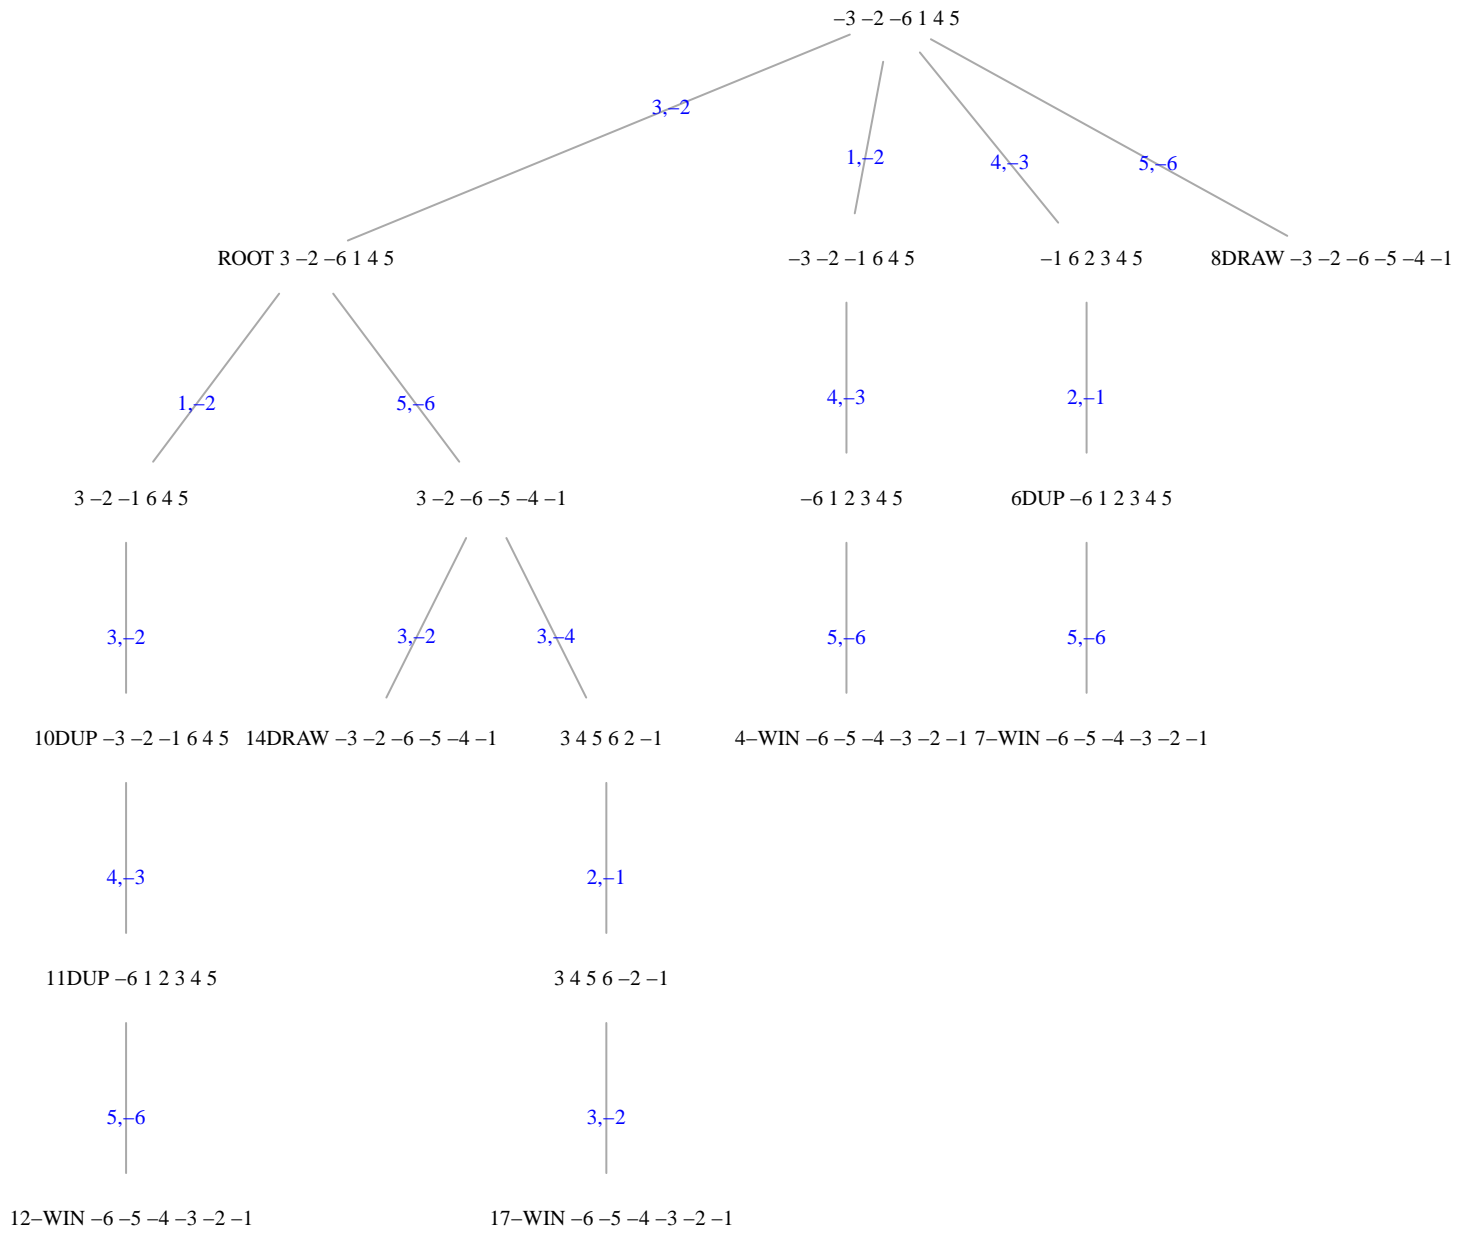 –3 –2 –6 1 4 5
3,–2
1,–2
4,–3
5,–6
ROOT 3 –2 –6 1 4 5
–3 –2 –1 6 4 5
–1 6 2 3 4 5
8DRAW –3 –2 –6 –5 –4 –1
1,–2
5,–6
4,–3
2,–1
3 –2 –1 6 4 5
3 –2 –6 –5 –4 –1
–6 1 2 3 4 5
6DUP –6 1 2 3 4 5
3,–2
3,–2
3,–4
5,–6
5,–6
10DUP –3 –2 –1 6 4 5
14DRAW –3 –2 –6 –5 –4 –1
3 4 5 6 2 –1
4–WIN –6 –5 –4 –3 –2 –1
7–WIN –6 –5 –4 –3 –2 –1
4,–3
2,–1
11DUP –6 1 2 3 4 5
3 4 5 6 –2 –1
5,–6
3,–2
12–WIN –6 –5 –4 –3 –2 –1
17–WIN –6 –5 –4 –3 –2 –1